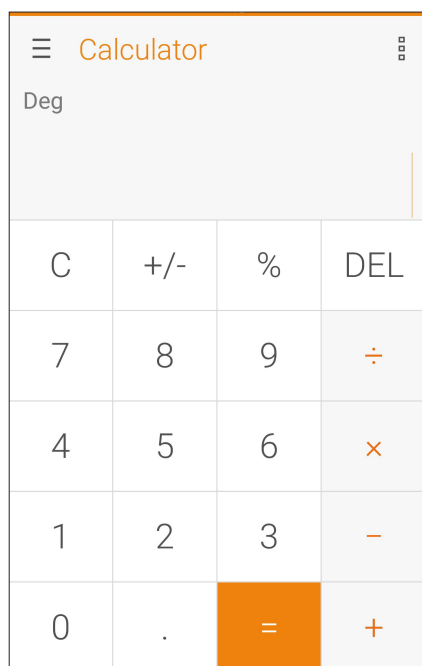 Calculator
Deg
C +/- % DEL
7 8 9 ÷
4 5 6 ×
1 2 3 −
0 . = +